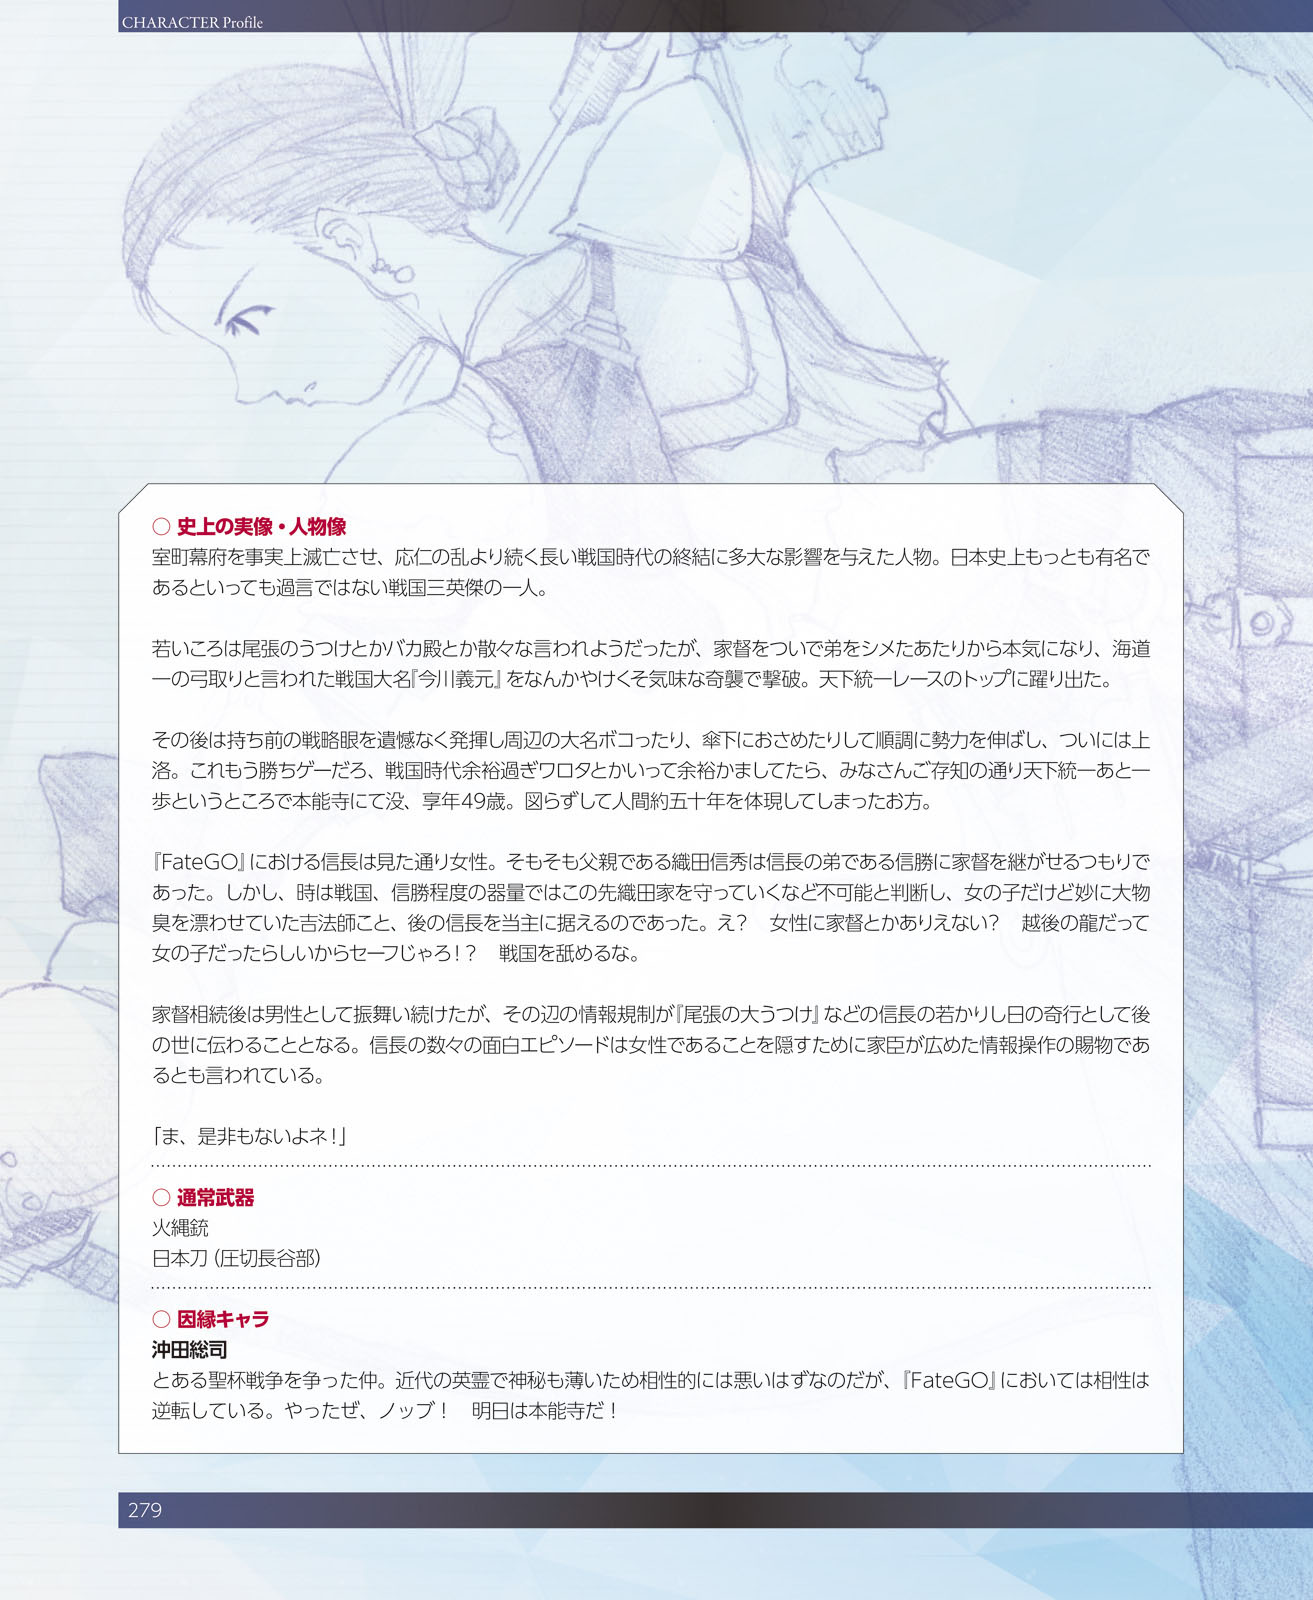 CHARACTER Profile
○ 史上の実像・人物像
室町幕府を事実上滅亡させ、応仁の乱より続く長い戦国時代の終結に多大な影響を与えた人物。日本史上もっとも有名で
あるといっても過言ではない戦国三英傑の一人。
若いころは尾張のうつけとかバカ殿とか散々な言われようだったが、家督をついで弟をシメたあたりから本気になり、海道
一の弓取りと言われた戦国大名『今川義元』をなんかやけくそ気味な奇襲で撃破。天下統一レースのトップに躍り出た。
その後は持ち前の戦略眼を遺憾なく発揮し周辺の大名ボコったり、傘下におさめたりして順調に勢力を伸ばし、ついには上
洛。これもう勝ちゲーだろ、戦国時代余裕過ぎワロタとかいって余裕かましてたら、みなさんご存知の通り天下統一あと一
歩というところで本能寺にて没、享年49歳。図らずして人間約五十年を体現してしまったお方。
『FateGO』における信長は見た通り女性。そもそも父親である織田信秀は信長の弟である信勝に家督を継がせるつもりで
あった。しかし、時は戦国、信勝程度の器量ではこの先織田家を守っていくなど不可能と判断し、女の子だけど妙に大物
臭を漂わせていた吉法師こと、後の信長を当主に据えるのであった。え？　女性に家督とかありえない？　越後の龍だって
女の子だったらしいからセーフじゃろ！？　戦国を舐めるな。
家督相続後は男性として振舞い続けたが、その辺の情報規制が『尾張の大うつけ』などの信長の若かりし日の奇行として後
の世に伝わることとなる。信長の数々の面白エピソードは女性であることを隠すために家臣が広めた情報操作の賜物であ
るとも言われている。
「ま、是非もないよネ！」
○ 通常武器
火縄銃
日本刀（圧切長谷部）
○ 因縁キャラ
沖田総司
とある聖杯戦争を争った仲。近代の英霊で神秘も薄いため相性的には悪いはずなのだが、『FateGO』においては相性は
逆転している。やったぜ、ノッブ！　明日は本能寺だ！
279